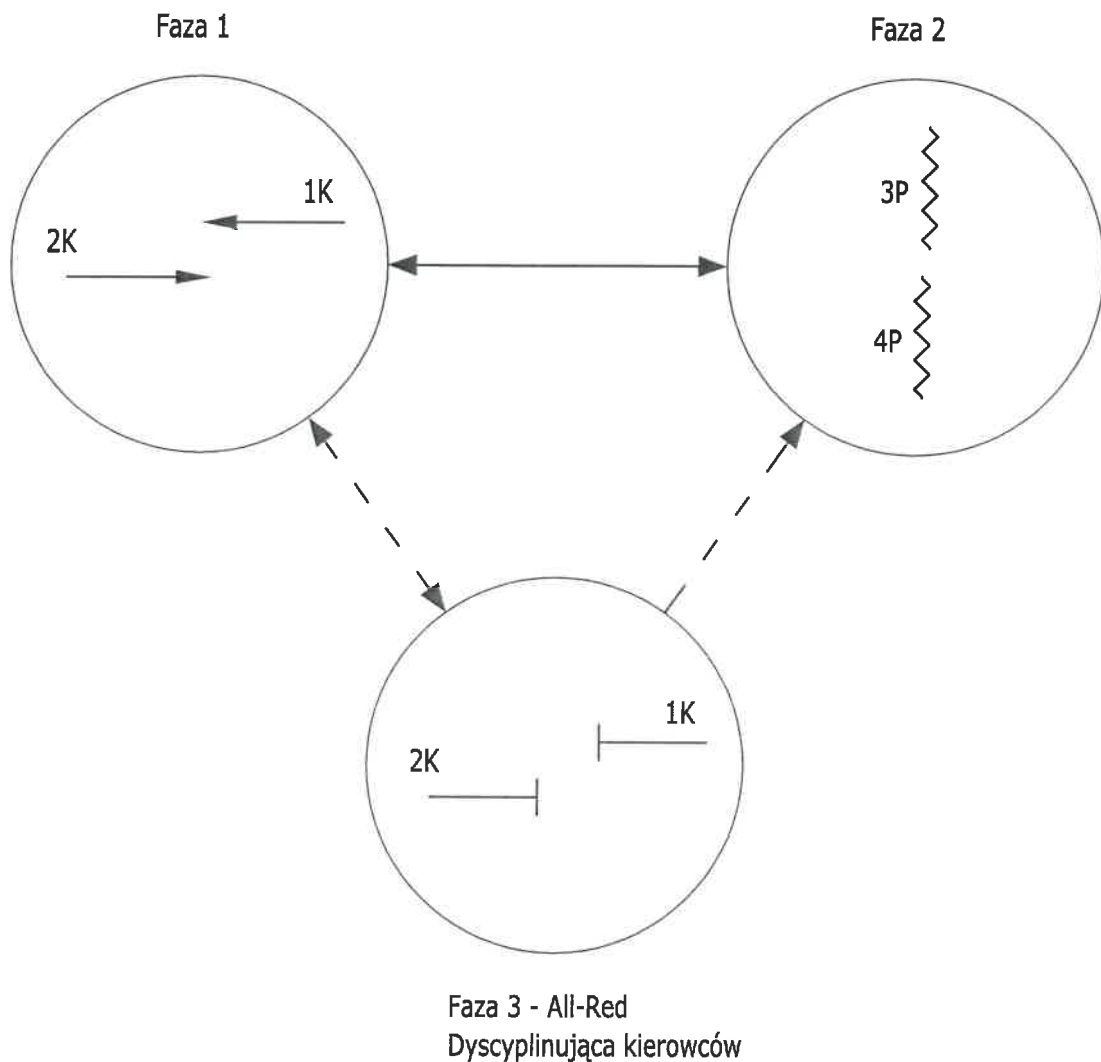 Faza 1
Faza 2
1K
2K
3P
4P
1K
2K
Faza 3 - All-Red
Dyscyplinująca kierowców